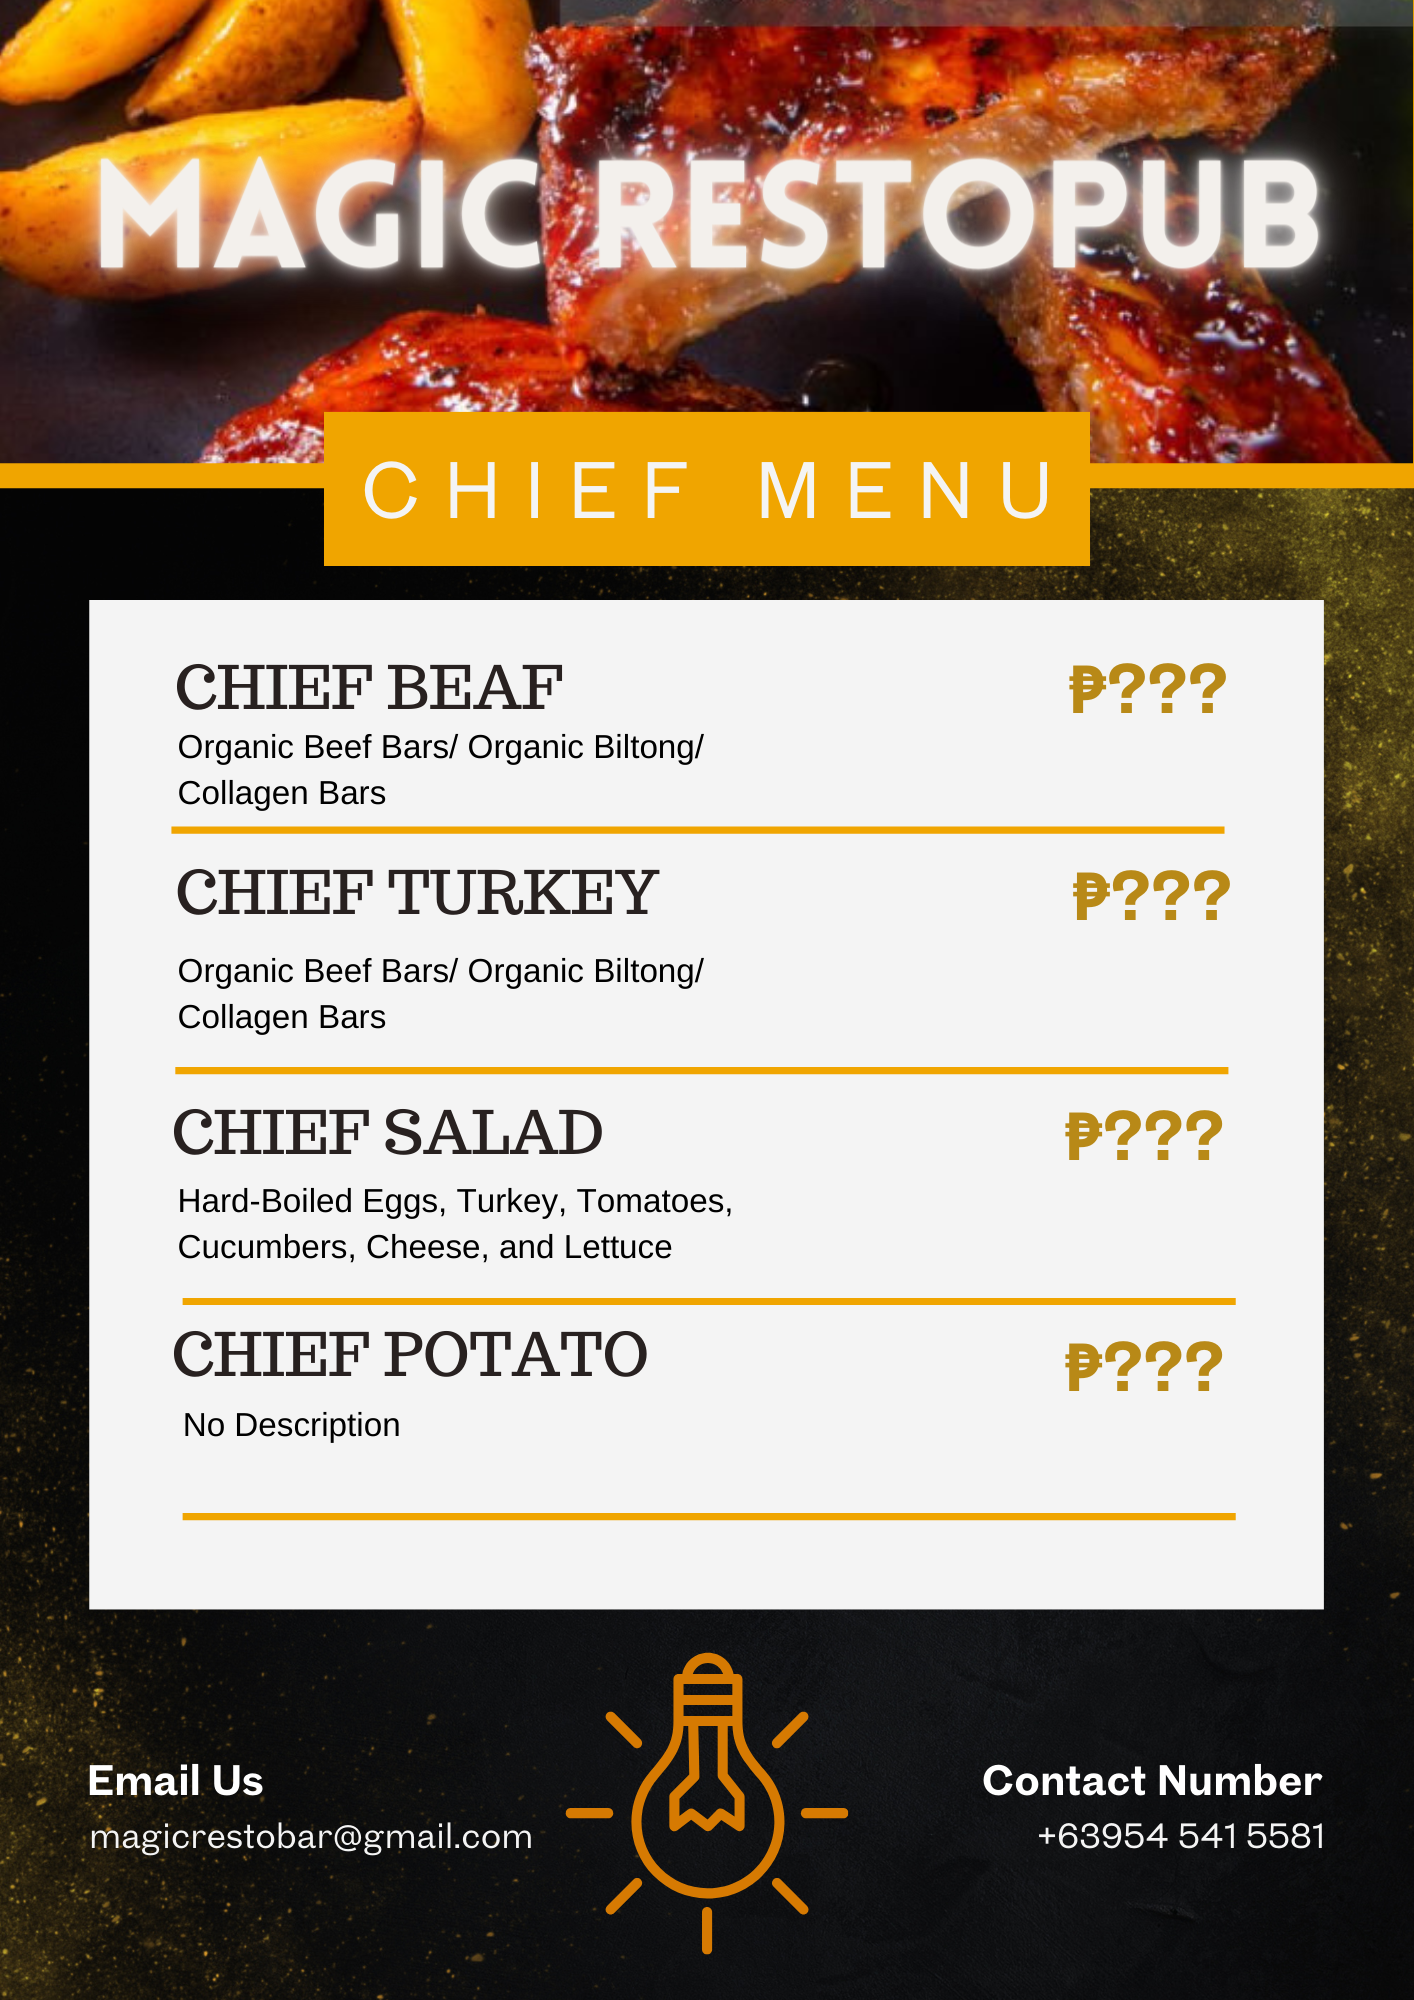 MAGIC RESTOPUB
CHIEF MENU
CHIEF BEAF
₱???
Organic Beef Bars/ Organic Biltong/
Collagen Bars
CHIEF TURKEY
₱???
Organic Beef Bars/ Organic Biltong/
Collagen Bars
CHIEF SALAD
₱???
Hard-Boiled Eggs, Turkey, Tomatoes,
Cucumbers, Cheese, and Lettuce
CHIEF POTATO
₱???
No Description
Email Us
magicrestobar@gmail.com
Contact Number
+63954 541 5581